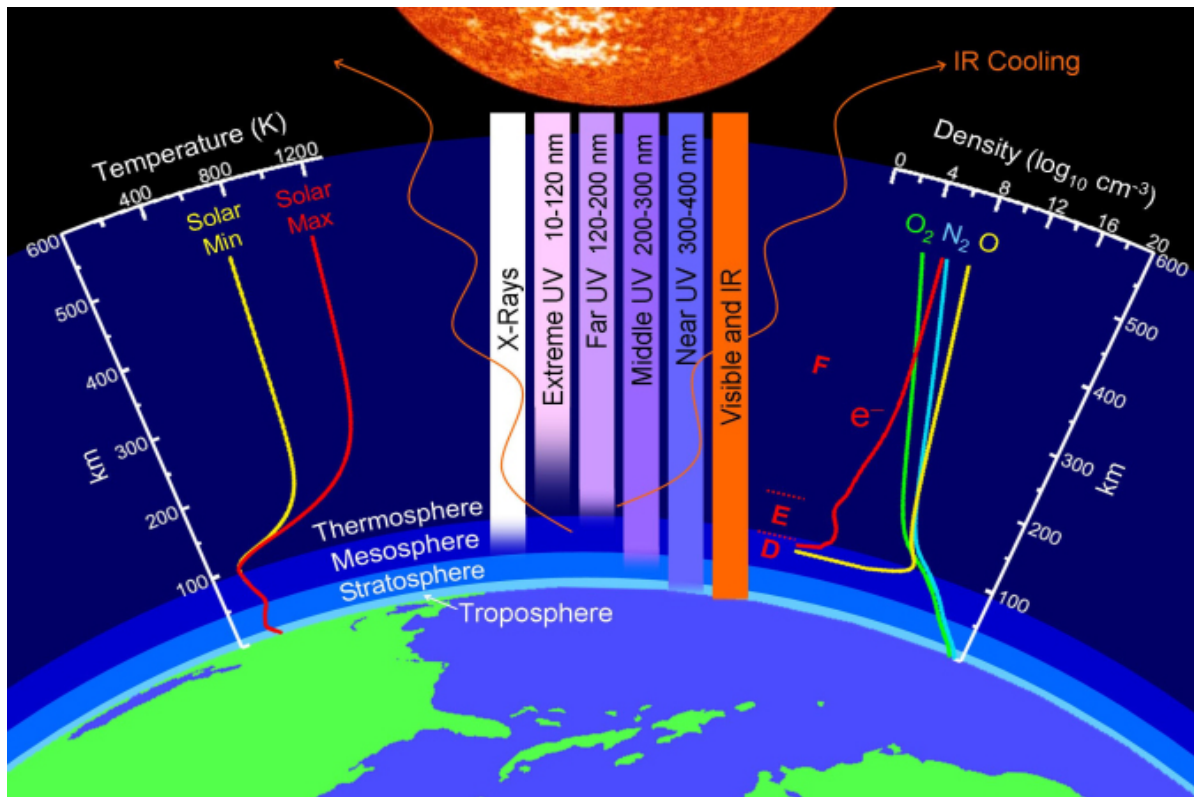 IR Cooling
Temperature (K)
400
800
1200
Solar
Min
Solar
Max
600
500
400
300
200
100
km
X-Rays
Extreme UV 10-120 nm
Far UV 120-200 nm
Middle UV 200-300 nm
Near UV 300-400 nm
Visible and IR
Density (log₁₀ cm⁻³)
0
4
8
12
16
20
O₂
N₂
O
600
500
400
300
200
100
km
F
e⁻
E
D
Thermosphere
Mesosphere
Stratosphere
Troposphere